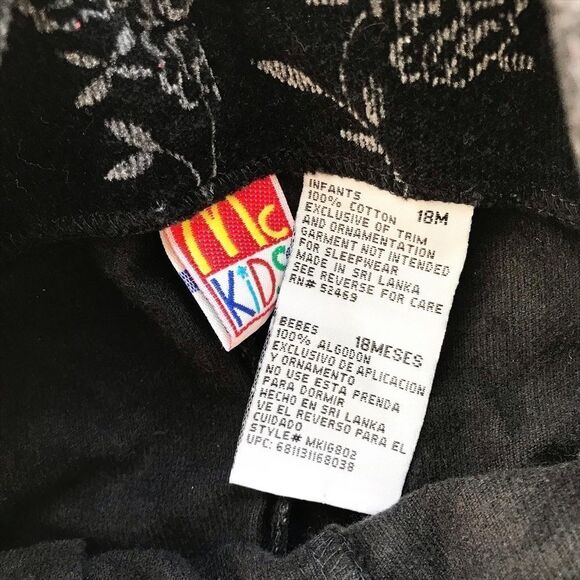 Mc
KIDS
INFANTS
100% COTTON 18M
EXCLUSIVE OF TRIM
AND ORNAMENTATION
GARMENT NOT INTENDED
FOR SLEEPWEAR
MADE IN SRI LANKA
SEE REVERSE FOR CARE
RN# 52469
BEBES 18MESES
100% ALGODON
EXCLUSIVO DE APLICACION
Y ORNAMENTO
NO USE ESTA PRENDA
PARA DORMIR
HECHO EN SRI LANKA
VE EL REVERSO PARA EL
CUIDADO
STYLE# MKIG802
UPC: 681131168038